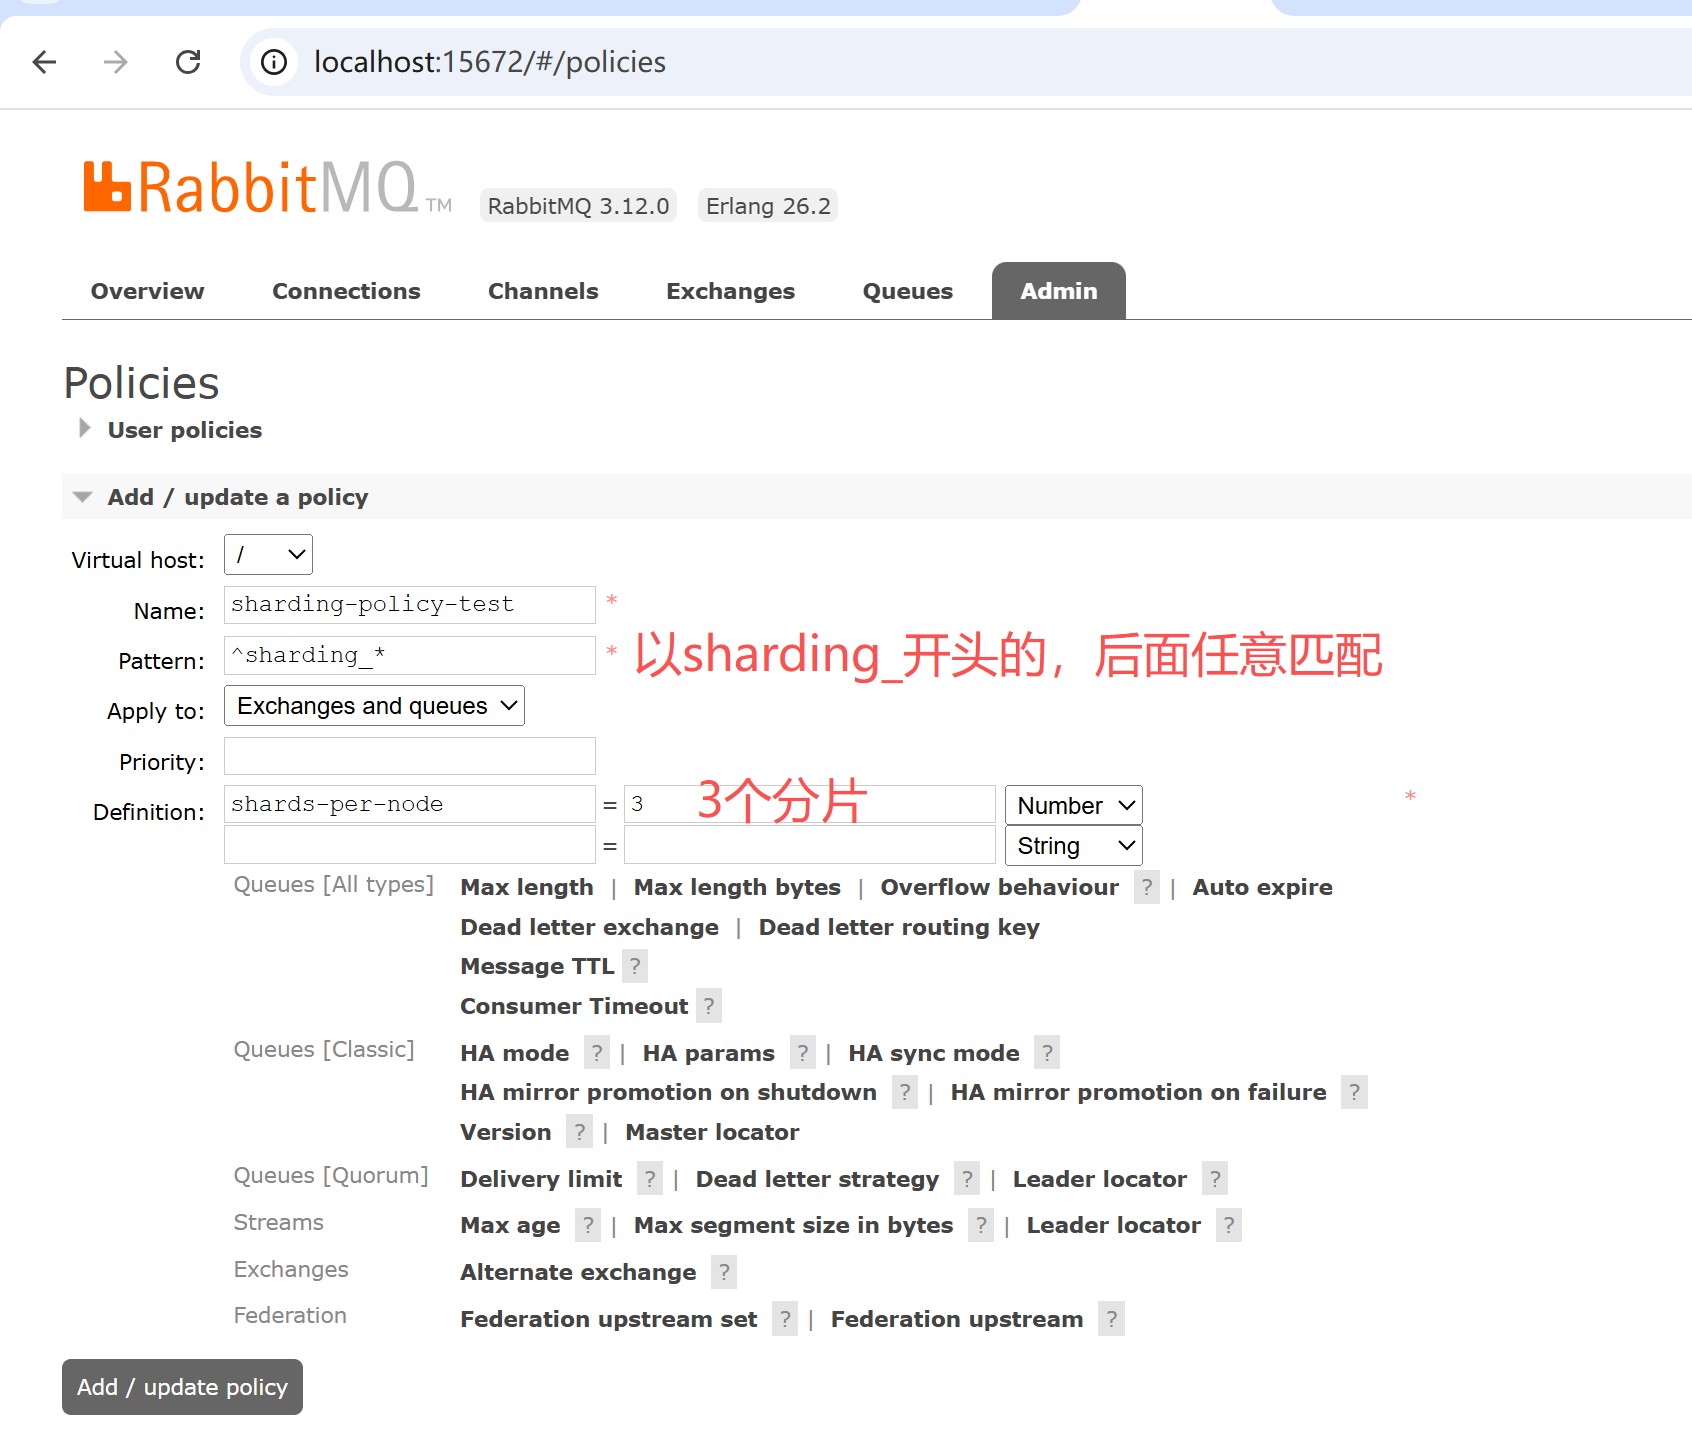 localhost:15672/#/policies
RabbitMQ TM RabbitMQ 3.12.0 Erlang 26.2
Overview Connections Channels Exchanges Queues Admin
Policies
User policies
Add / update a policy
Virtual host: /
Name: sharding-policy-test *
Pattern: ^sharding_* * 以sharding_开头的，后面任意匹配
Apply to: Exchanges and queues
Priority:
Definition: shards-per-node = 3 3个分片 Number *
= String
Queues [All types] Max length | Max length bytes | Overflow behaviour ? | Auto expire
Dead letter exchange | Dead letter routing key
Message TTL ?
Consumer Timeout ?
Queues [Classic] HA mode ? | HA params ? | HA sync mode ?
HA mirror promotion on shutdown ? | HA mirror promotion on failure ?
Version ? | Master locator
Queues [Quorum] Delivery limit ? | Dead letter strategy ? | Leader locator ?
Streams Max age ? | Max segment size in bytes ? | Leader locator ?
Exchanges Alternate exchange ?
Federation Federation upstream set ? | Federation upstream ?
Add / update policy